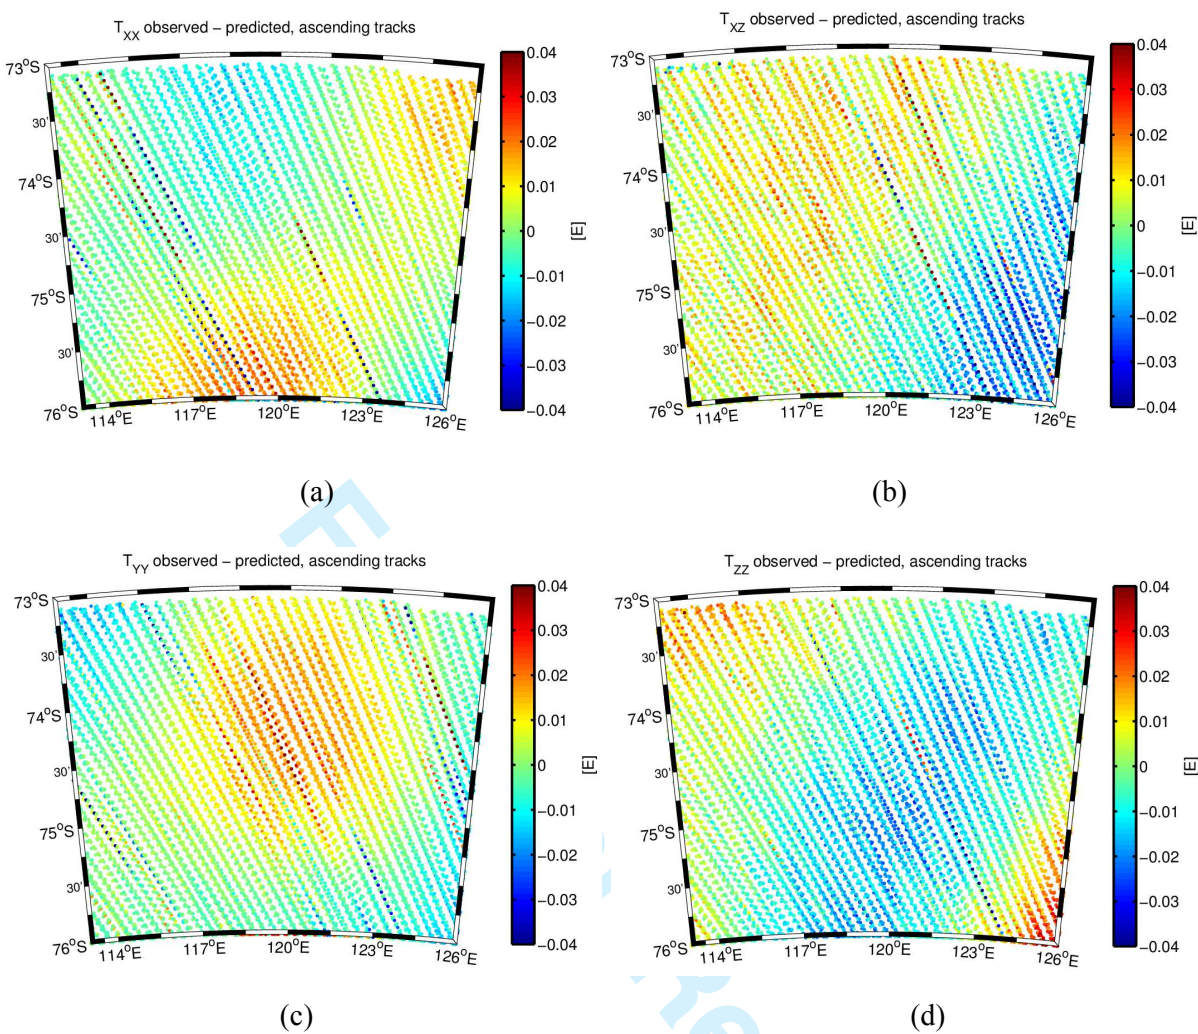 T_XX observed – predicted, ascending tracks
73°S
30'
74°S
30'
75°S
30'
76°S
114°E
117°E
120°E
123°E
126°E
0.04
0.03
0.02
0.01
0
−0.01
−0.02
−0.03
−0.04
[E]
(a)
T_XZ observed – predicted, ascending tracks
73°S
30'
74°S
30'
75°S
30'
76°S
114°E
117°E
120°E
123°E
126°E
0.04
0.03
0.02
0.01
0
−0.01
−0.02
−0.03
−0.04
[E]
(b)
T_YY observed – predicted, ascending tracks
73°S
30'
74°S
30'
75°S
30'
76°S
114°E
117°E
120°E
123°E
126°E
0.04
0.03
0.02
0.01
0
−0.01
−0.02
−0.03
−0.04
[E]
(c)
T_ZZ observed – predicted, ascending tracks
73°S
30'
74°S
30'
75°S
30'
76°S
114°E
117°E
120°E
123°E
126°E
0.04
0.03
0.02
0.01
0
−0.01
−0.02
−0.03
−0.04
[E]
(d)